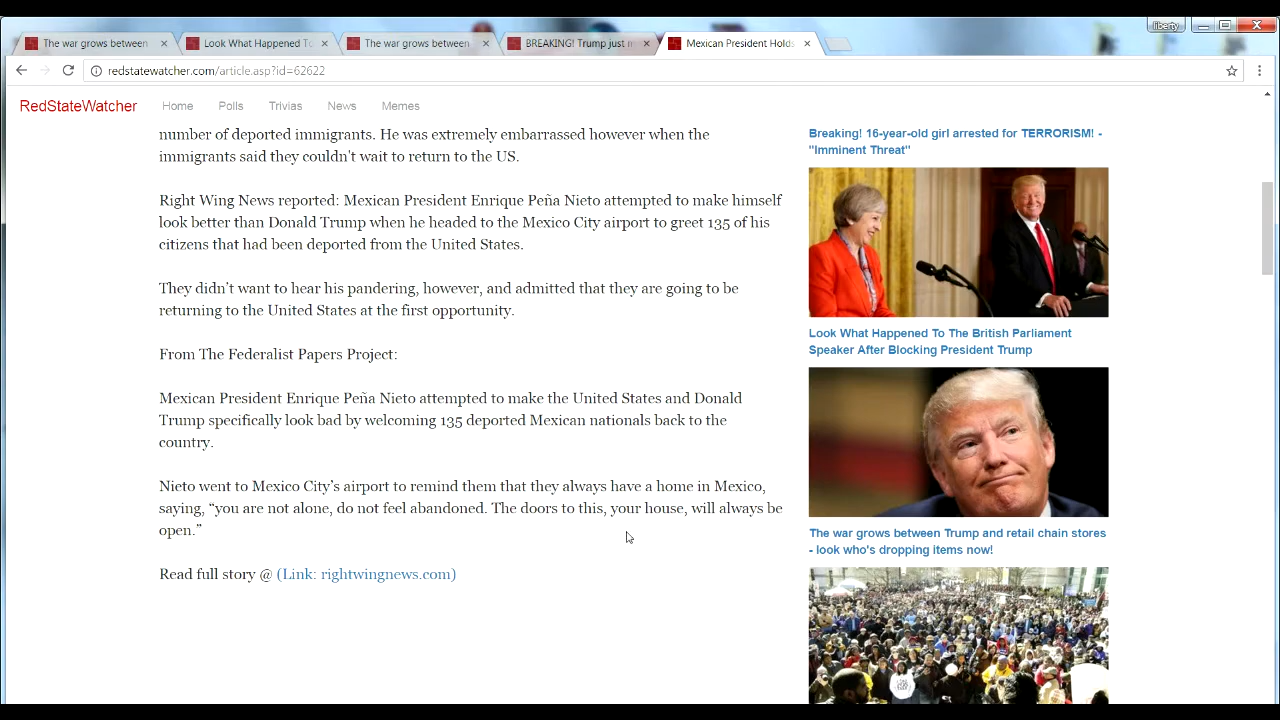 liberty
The war grows between
Look What Happened To
The war grows between
BREAKING! Trump just m
Mexican President Holds
redstatewatcher.com/article.asp?id=62622
RedStateWatcher Home Polls Trivias News Memes
number of deported immigrants. He was extremely embarrassed however when the
immigrants said they couldn't wait to return to the US.
Right Wing News reported: Mexican President Enrique Peña Nieto attempted to make himself
look better than Donald Trump when he headed to the Mexico City airport to greet 135 of his
citizens that had been deported from the United States.
They didn’t want to hear his pandering, however, and admitted that they are going to be
returning to the United States at the first opportunity.
From The Federalist Papers Project:
Mexican President Enrique Peña Nieto attempted to make the United States and Donald
Trump specifically look bad by welcoming 135 deported Mexican nationals back to the
country.
Nieto went to Mexico City’s airport to remind them that they always have a home in Mexico,
saying, “you are not alone, do not feel abandoned. The doors to this, your house, will always be
open.”
Read full story @ (Link: rightwingnews.com)
Breaking! 16-year-old girl arrested for TERRORISM! -
"Imminent Threat"
Look What Happened To The British Parliament
Speaker After Blocking President Trump
The war grows between Trump and retail chain stores
- look who's dropping items now!